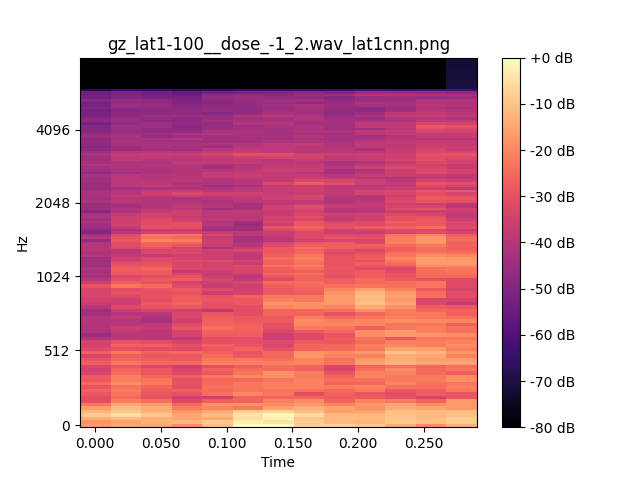 gz_lat1-100__dose_-1_2.wav_lat1cnn.png
+0 dB
4096
-10 dB
-20 dB
2048
-30 dB
Hz
-40 dB
1024
-50 dB
512
-60 dB
-70 dB
0
-80 dB
0.000 0.050 0.100 0.150 0.200 0.250
Time